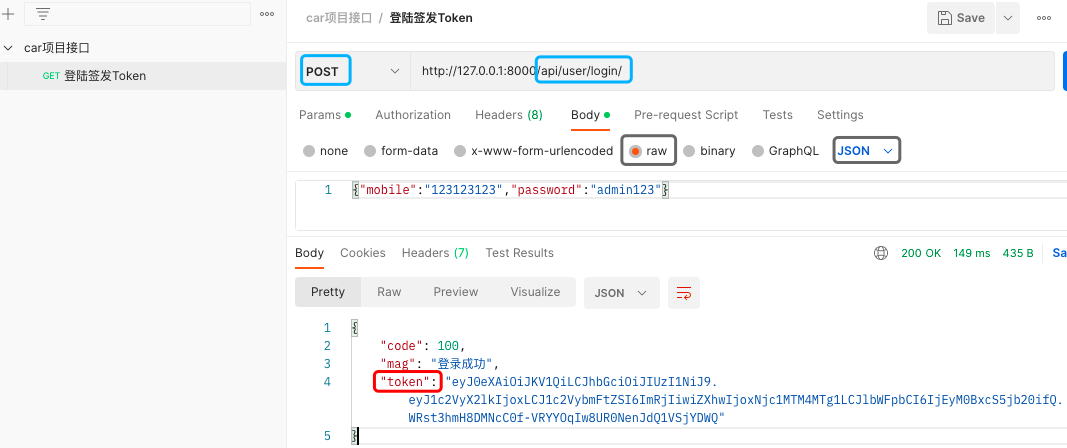 car项目接口 / 登陆签发Token
Save
car项目接口
GET 登陆签发Token
POST http://127.0.0.1:8000/api/user/login/
Params Authorization Headers (8) Body Pre-request Script Tests Settings
none form-data x-www-form-urlencoded raw binary GraphQL JSON
1 {"mobile":"123123123","password":"admin123"}
Body Cookies Headers (7) Test Results 200 OK 149 ms 435 B Sa
Pretty Raw Preview Visualize JSON
1 {
2 "code": 100,
3 "mag": "登录成功",
4 "token": "eyJ0eXAiOiJKV1QiLCJhbGciOiJIUzI1NiJ9.
eyJ1c2VyX2lkIjoxLCJ1c2VybmFtZSI6ImRjIiwiZXhwIjoxNjc1MTM4MTg1LCJlbWFpbCI6IjEyM0BxcS5jb20ifQ.
WRst3hmH8DMNcC0f-VRYYOqIw8UR0NenJdQ1VSjYDWQ"
5 }